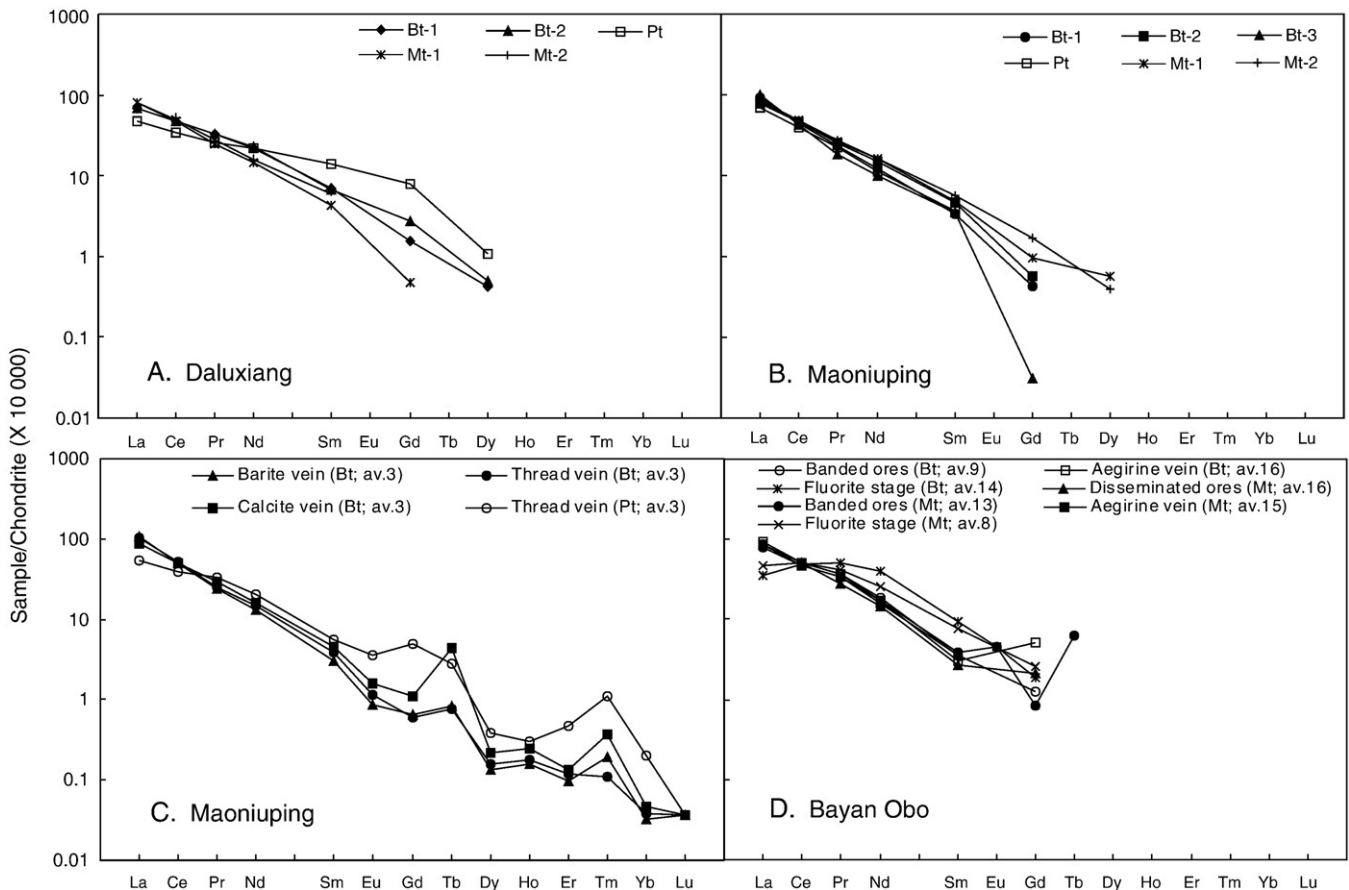 Sample/Chondrite (X 10 000)
1000
100
10
1
0.1
0.01
Bt-1 Bt-2 Pt
Mt-1 Mt-2
A. Daluxiang
La Ce Pr Nd Sm Eu Gd Tb Dy Ho Er Tm Yb Lu
Bt-1 Bt-2 Bt-3
Pt Mt-1 Mt-2
B. Maoniuping
La Ce Pr Nd Sm Eu Gd Tb Dy Ho Er Tm Yb Lu
1000
100
10
1
0.1
0.01
Barite vein (Bt; av.3) Thread vein (Bt; av.3)
Calcite vein (Bt; av.3) Thread vein (Pt; av.3)
C. Maoniuping
La Ce Pr Nd Sm Eu Gd Tb Dy Ho Er Tm Yb Lu
Banded ores (Bt; av.9) Aegirine vein (Bt; av.16)
Fluorite stage (Bt; av.14) Disseminated ores (Mt; av.16)
Banded ores (Mt; av.13) Aegirine vein (Mt; av.15)
Fluorite stage (Mt; av.8)
D. Bayan Obo
La Ce Pr Nd Sm Eu Gd Tb Dy Ho Er Tm Yb Lu